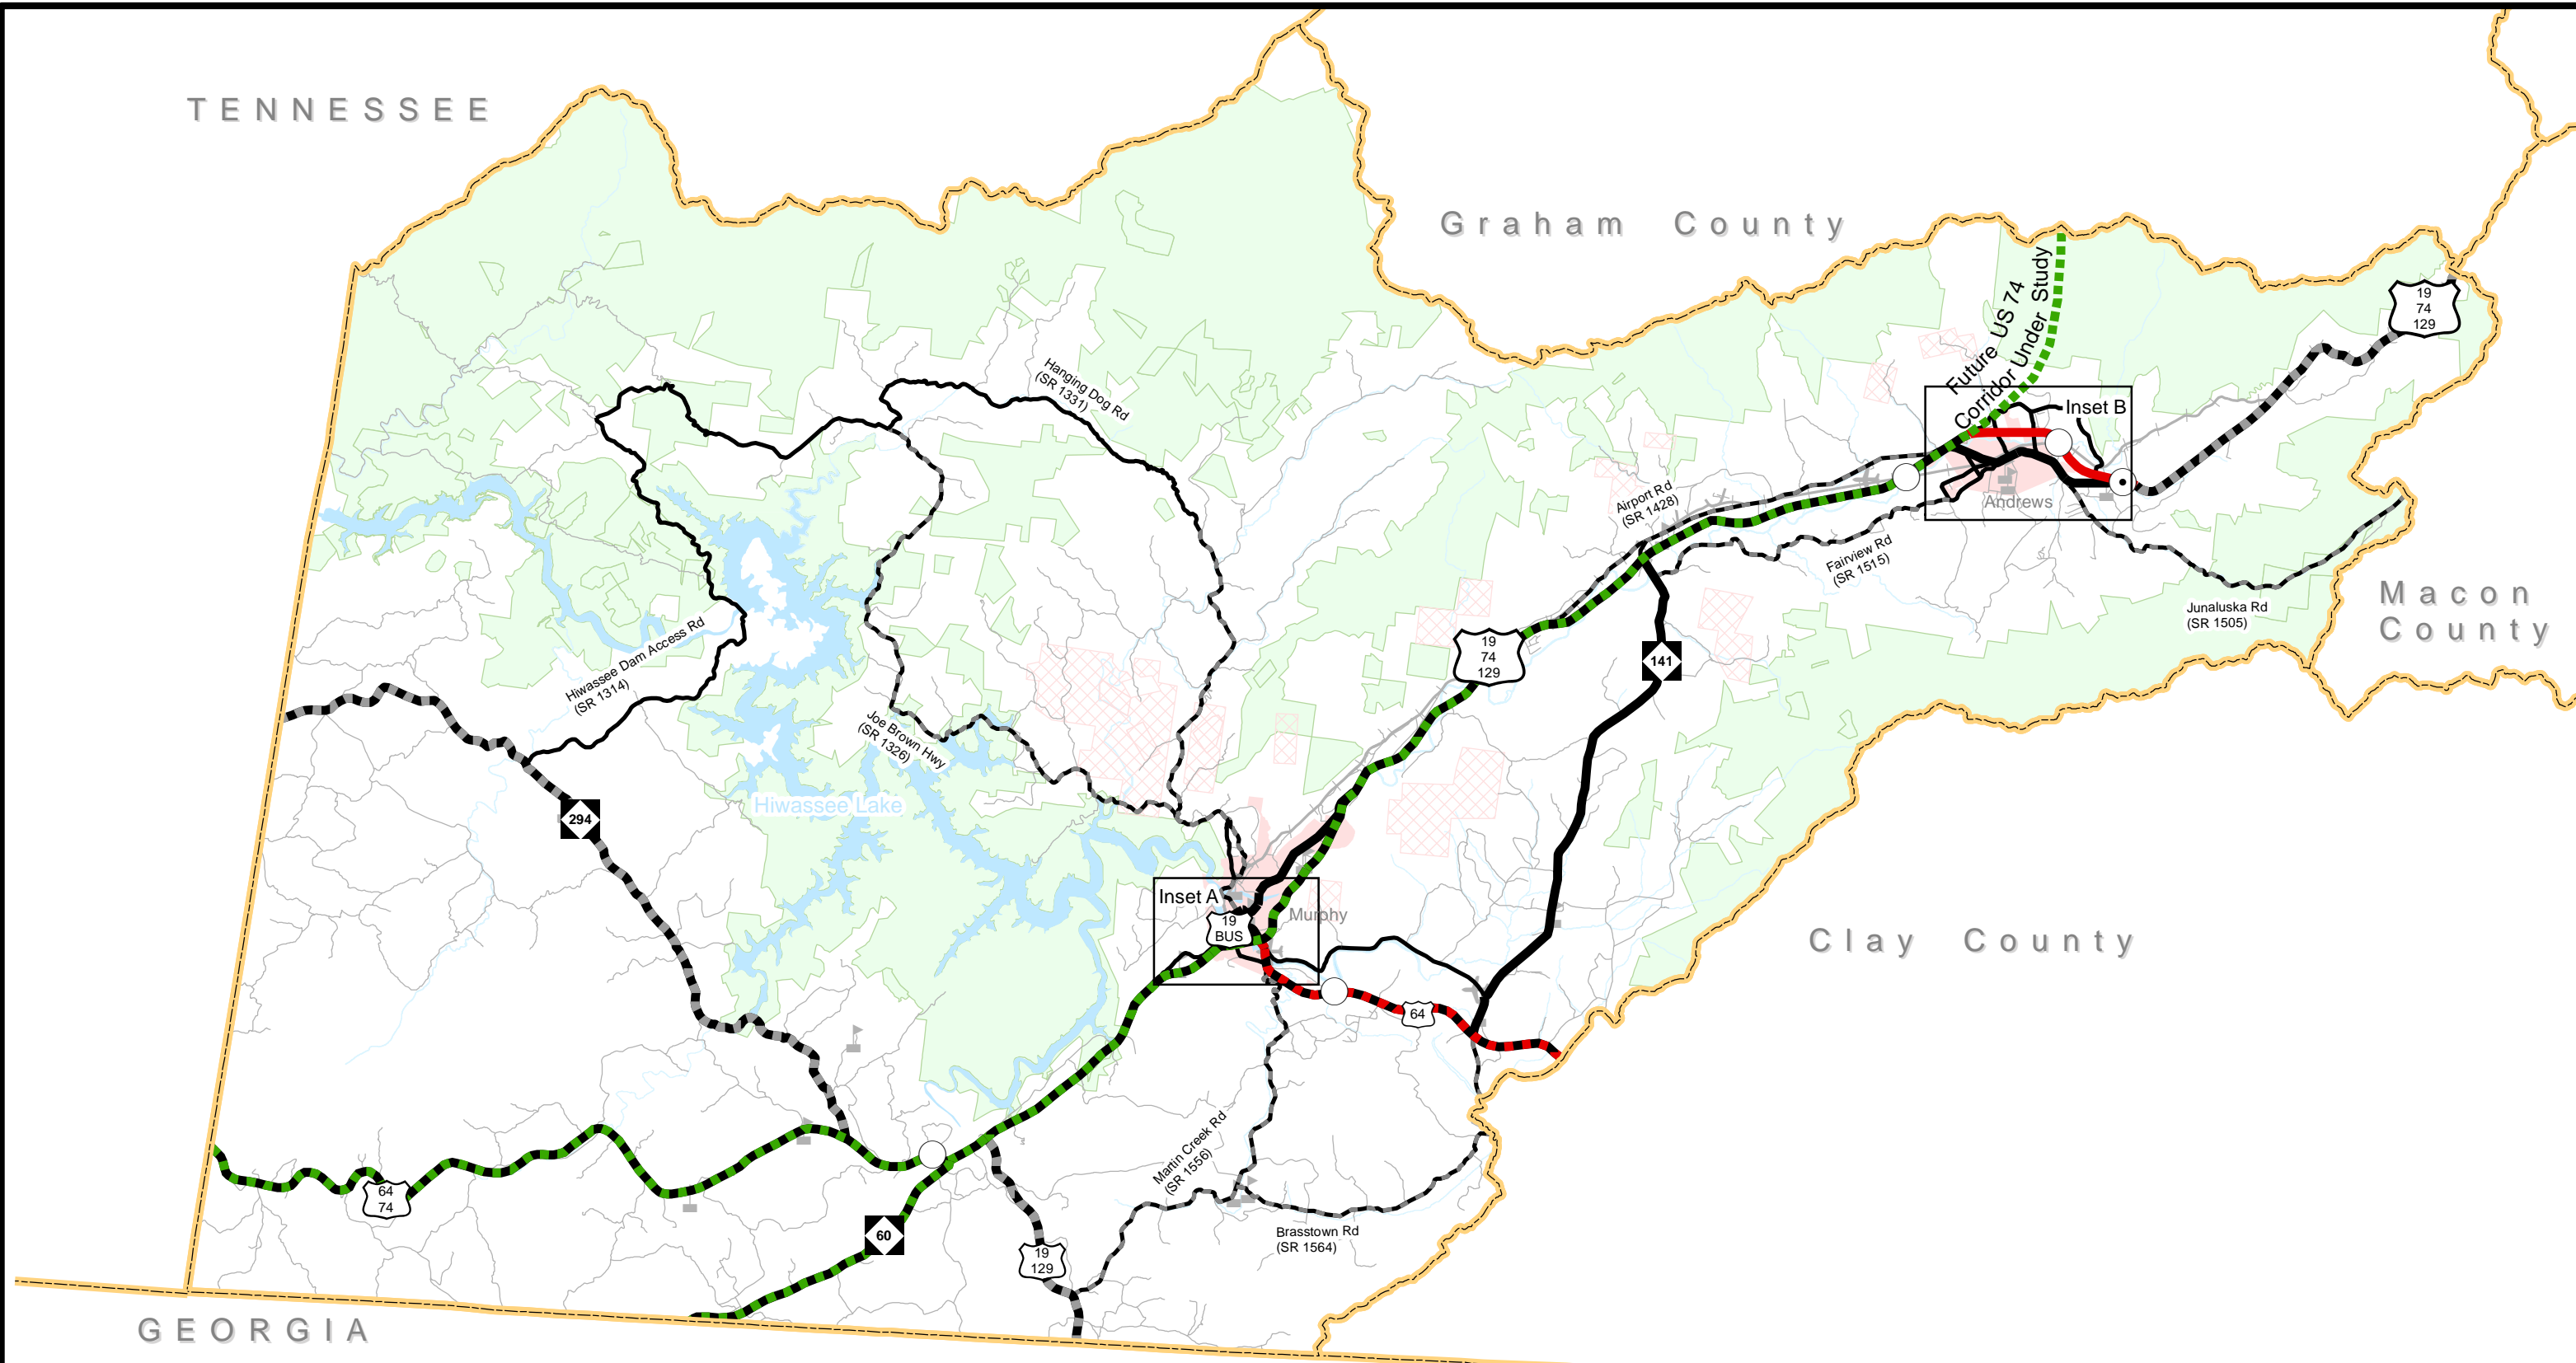 TENNESSEE
Graham County
Future US 74
Corridor Under Study
19
74
129
Inset B
Hanging Dog Rd
(SR 1331)
Airport Rd
(SR 1428)
Andrews
Fairview Rd
(SR 1515)
Macon
County
Junaluska Rd
(SR 1505)
Hiwassee Dam Access Rd
(SR 1314)
19
74
129
141
Joe Brown Hwy
(SR 1326)
Hiwassee Lake
294
Inset A
19
BUS
Murphy
Clay County
64
Martin Creek Rd
(SR 1556)
64
74
60
Brasstown Rd
(SR 1564)
19
129
GEORGIA